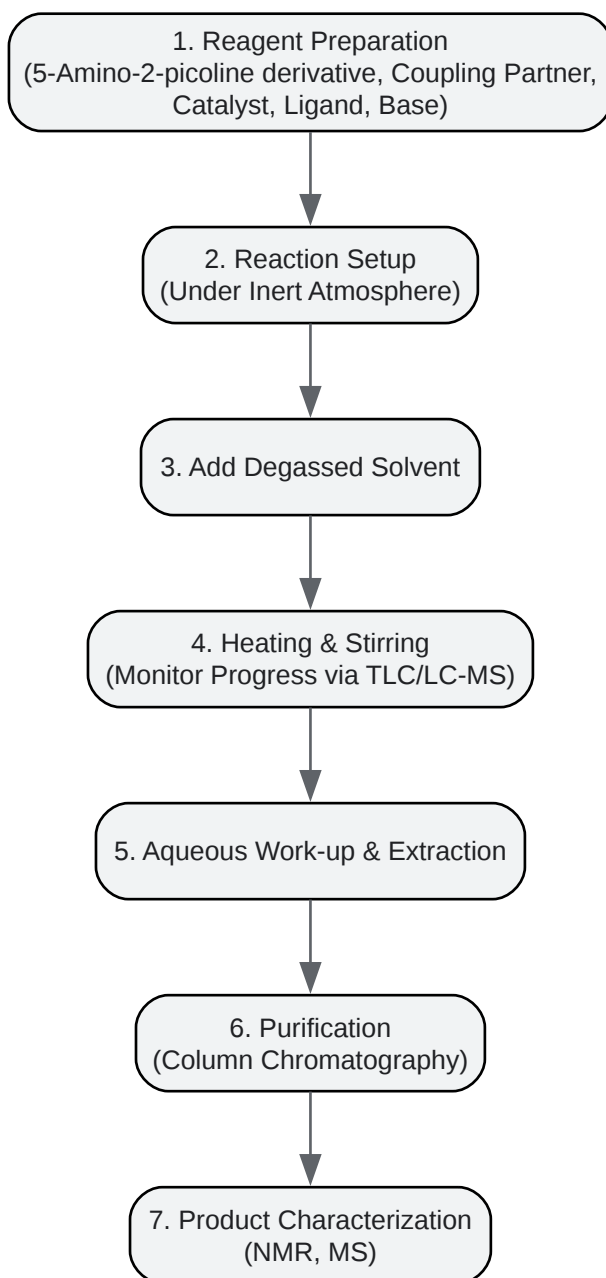 1. Reagent Preparation
(5-Amino-2-picoline derivative, Coupling Partner,
Catalyst, Ligand, Base)
2. Reaction Setup
(Under Inert Atmosphere)
3. Add Degassed Solvent
4. Heating & Stirring
(Monitor Progress via TLC/LC-MS)
5. Aqueous Work-up & Extraction
6. Purification
(Column Chromatography)
7. Product Characterization
(NMR, MS)